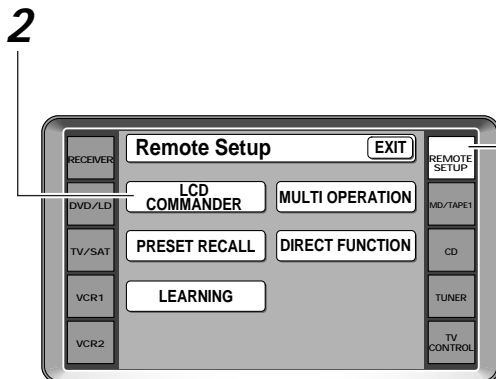 2
Remote Setup
EXIT
RECEIVER
DVD/LD
TV/SAT
VCR1
VCR2
LCD
COMMANDER
MULTI OPERATION
PRESET RECALL
DIRECT FUNCTION
LEARNING
REMOTE
SETUP
MD/TAPE1
CD
TUNER
TV
CONTROL